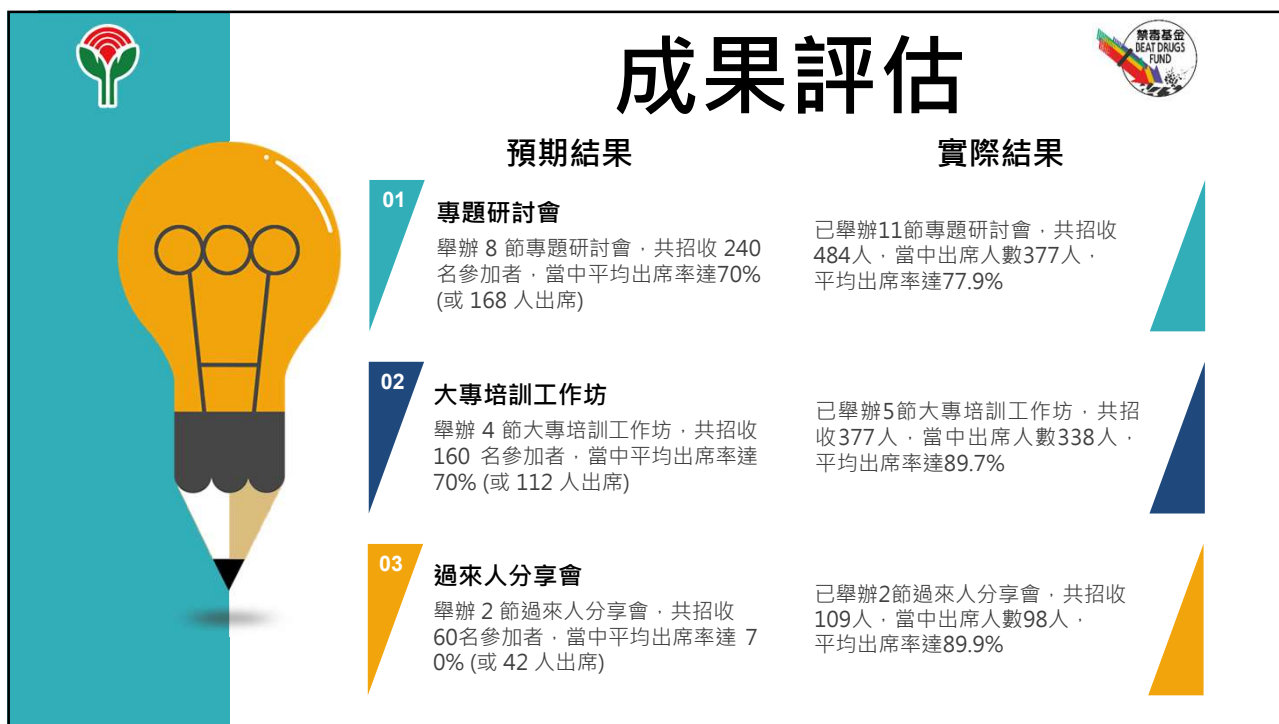 成果評估
禁毒基金
BEAT DRUGS
FUND
預期結果
實際結果
01
專題研討會
舉辦 8 節專題研討會，共招收 240
名參加者，當中平均出席率達70%
(或 168 人出席)
已舉辦11節專題研討會，共招收
484人，當中出席人數377人，
平均出席率達77.9%
02
大專培訓工作坊
舉辦 4 節大專培訓工作坊，共招收
160 名參加者，當中平均出席率達
70% (或 112 人出席)
已舉辦5節大專培訓工作坊，共招
收377人，當中出席人數338人，
平均出席率達89.7%
03
過來人分享會
舉辦 2 節過來人分享會，共招收
60名參加者，當中平均出席率達 7
0% (或 42 人出席)
已舉辦2節過來人分享會，共招收
109人，當中出席人數98人，
平均出席率達89.9%